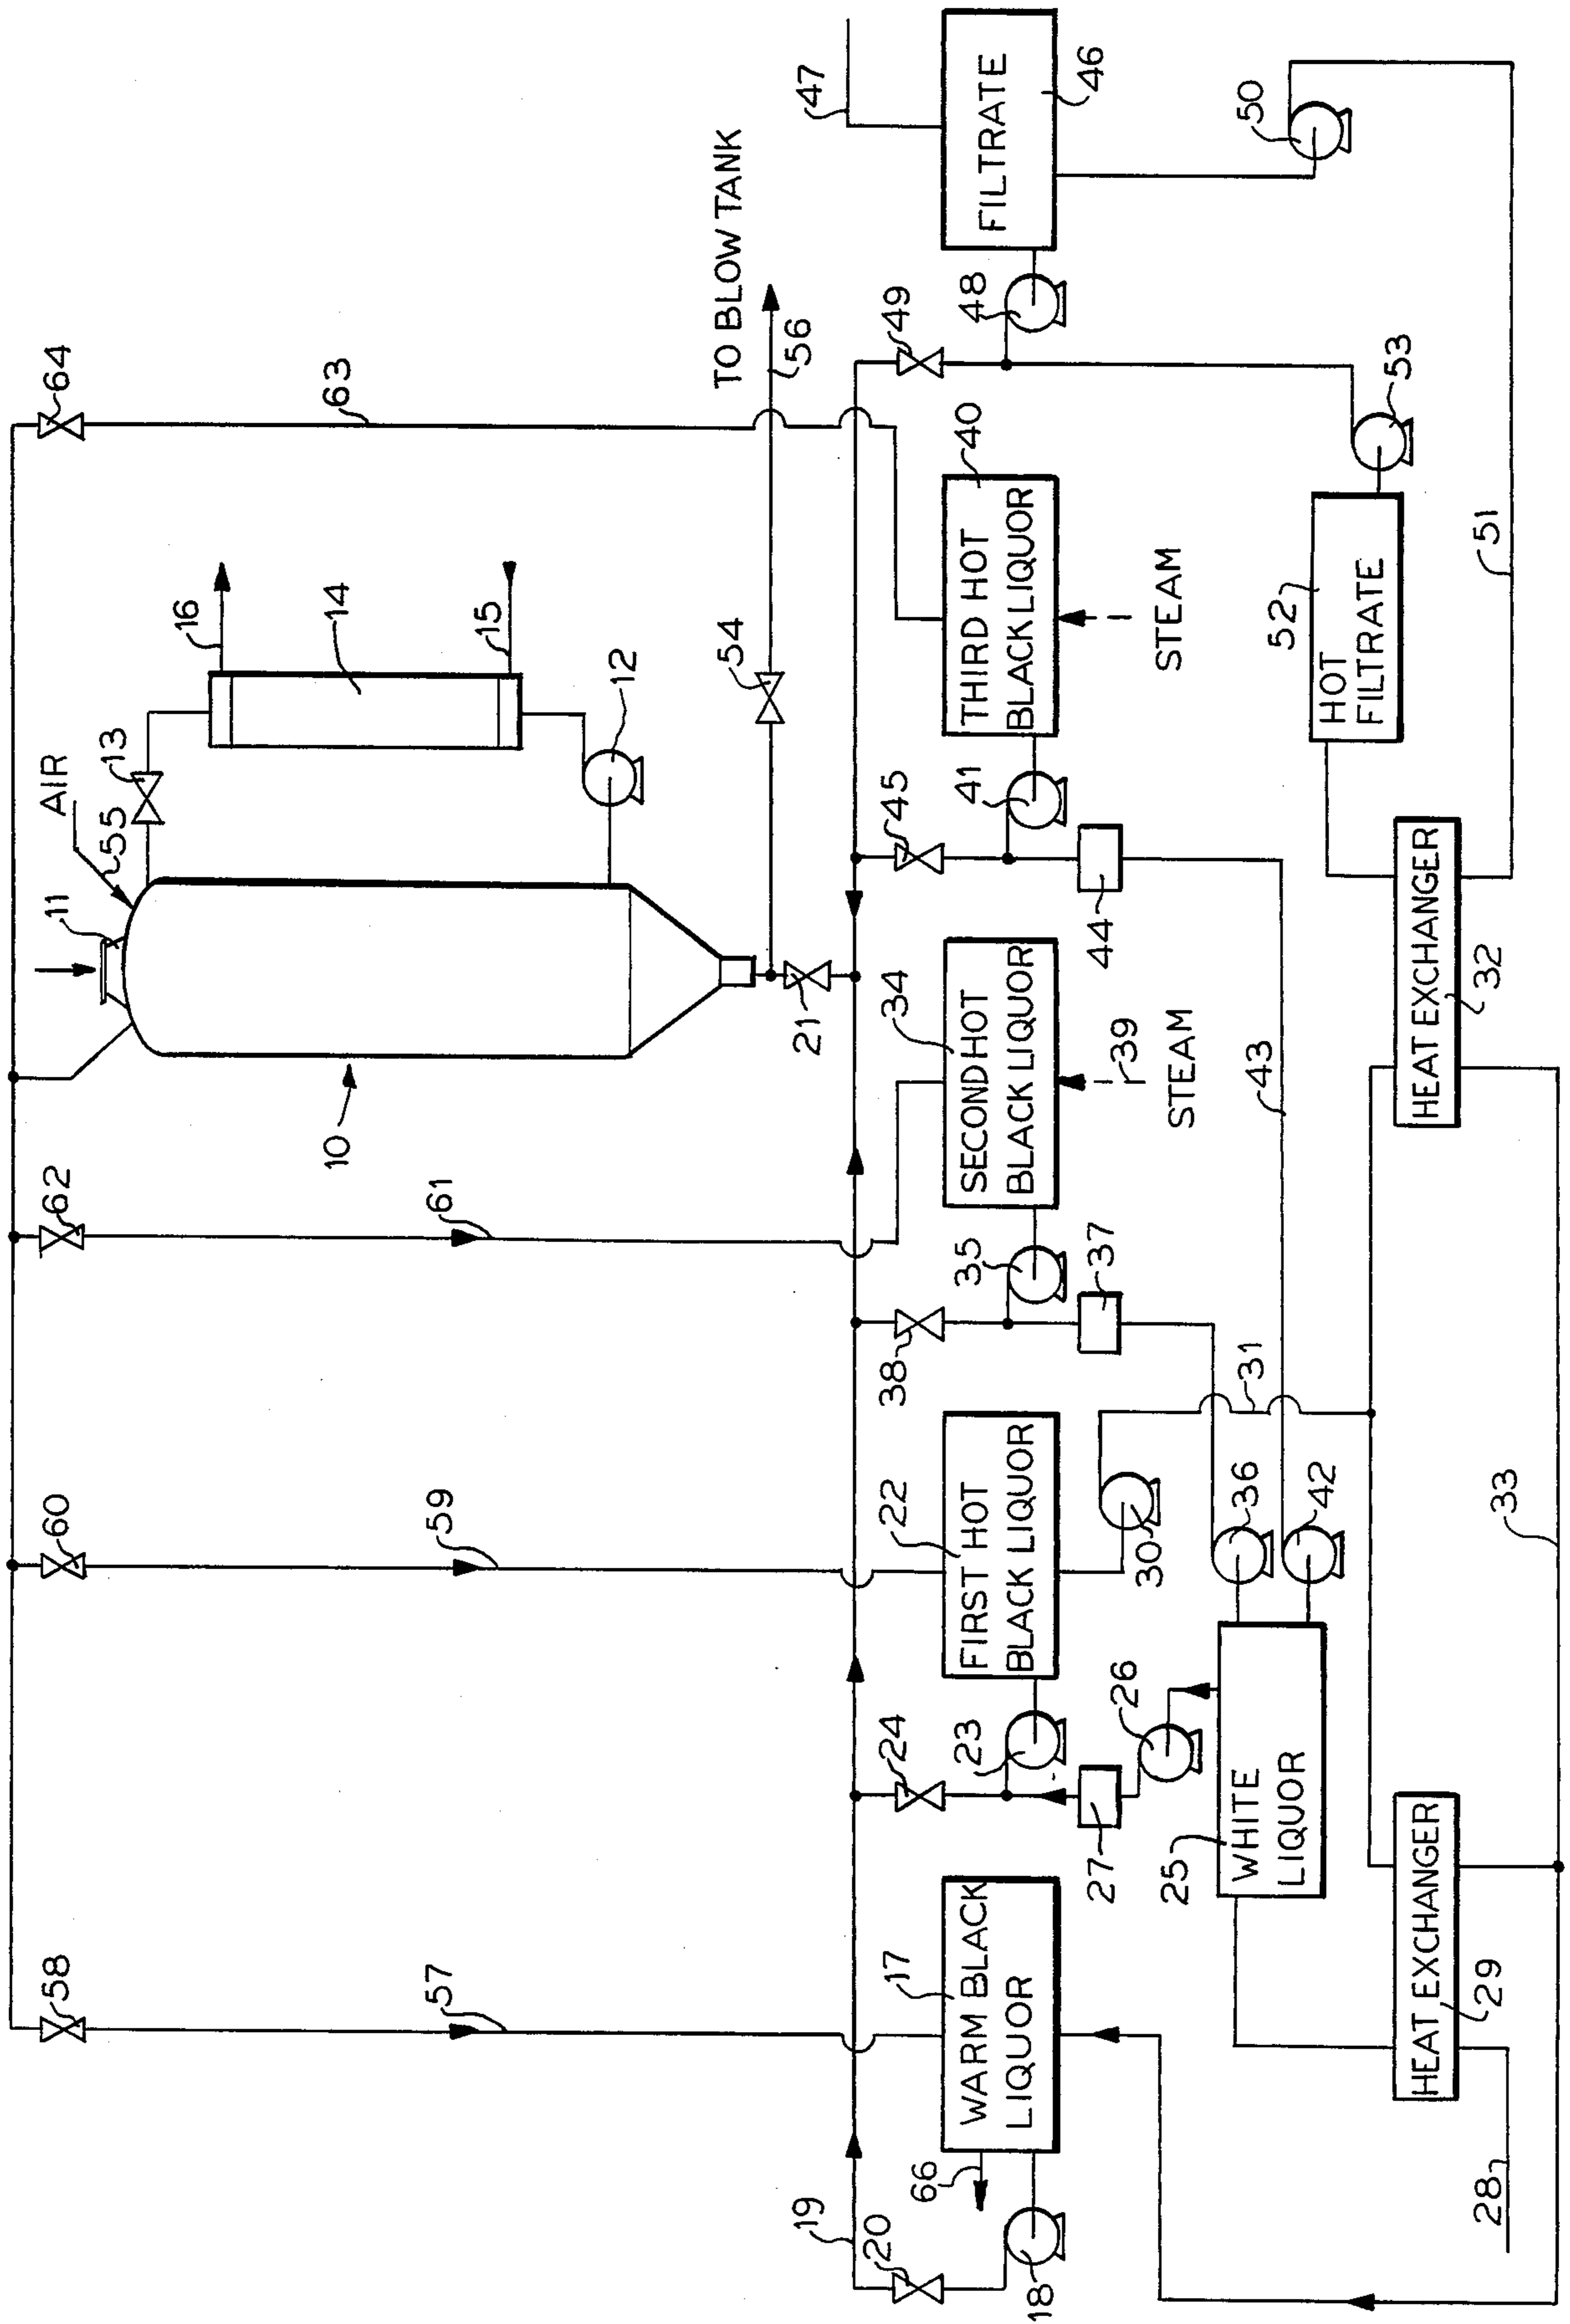 64
63
62
61
60
59
58
57
AIR
55
11
13
16
14
15
12
10
TO BLOW TANK
56
54
21
47
FILTRATE
46
48
49
50
53
THIRD HOT
BLACK LIQUOR
40
41
45
44
STEAM
SECOND HOT
BLACK LIQUOR
34
35
38
37
39
STEAM
FIRST HOT
BLACK LIQUOR
22
23
24
30
31
27
26
36
42
43
WHITE
LIQUOR
25
WARM BLACK
LIQUOR
17
66
18
19
20
HOT
FILTRATE
52
51
HEAT EXCHANGER
32
HEAT EXCHANGER
29
28
33